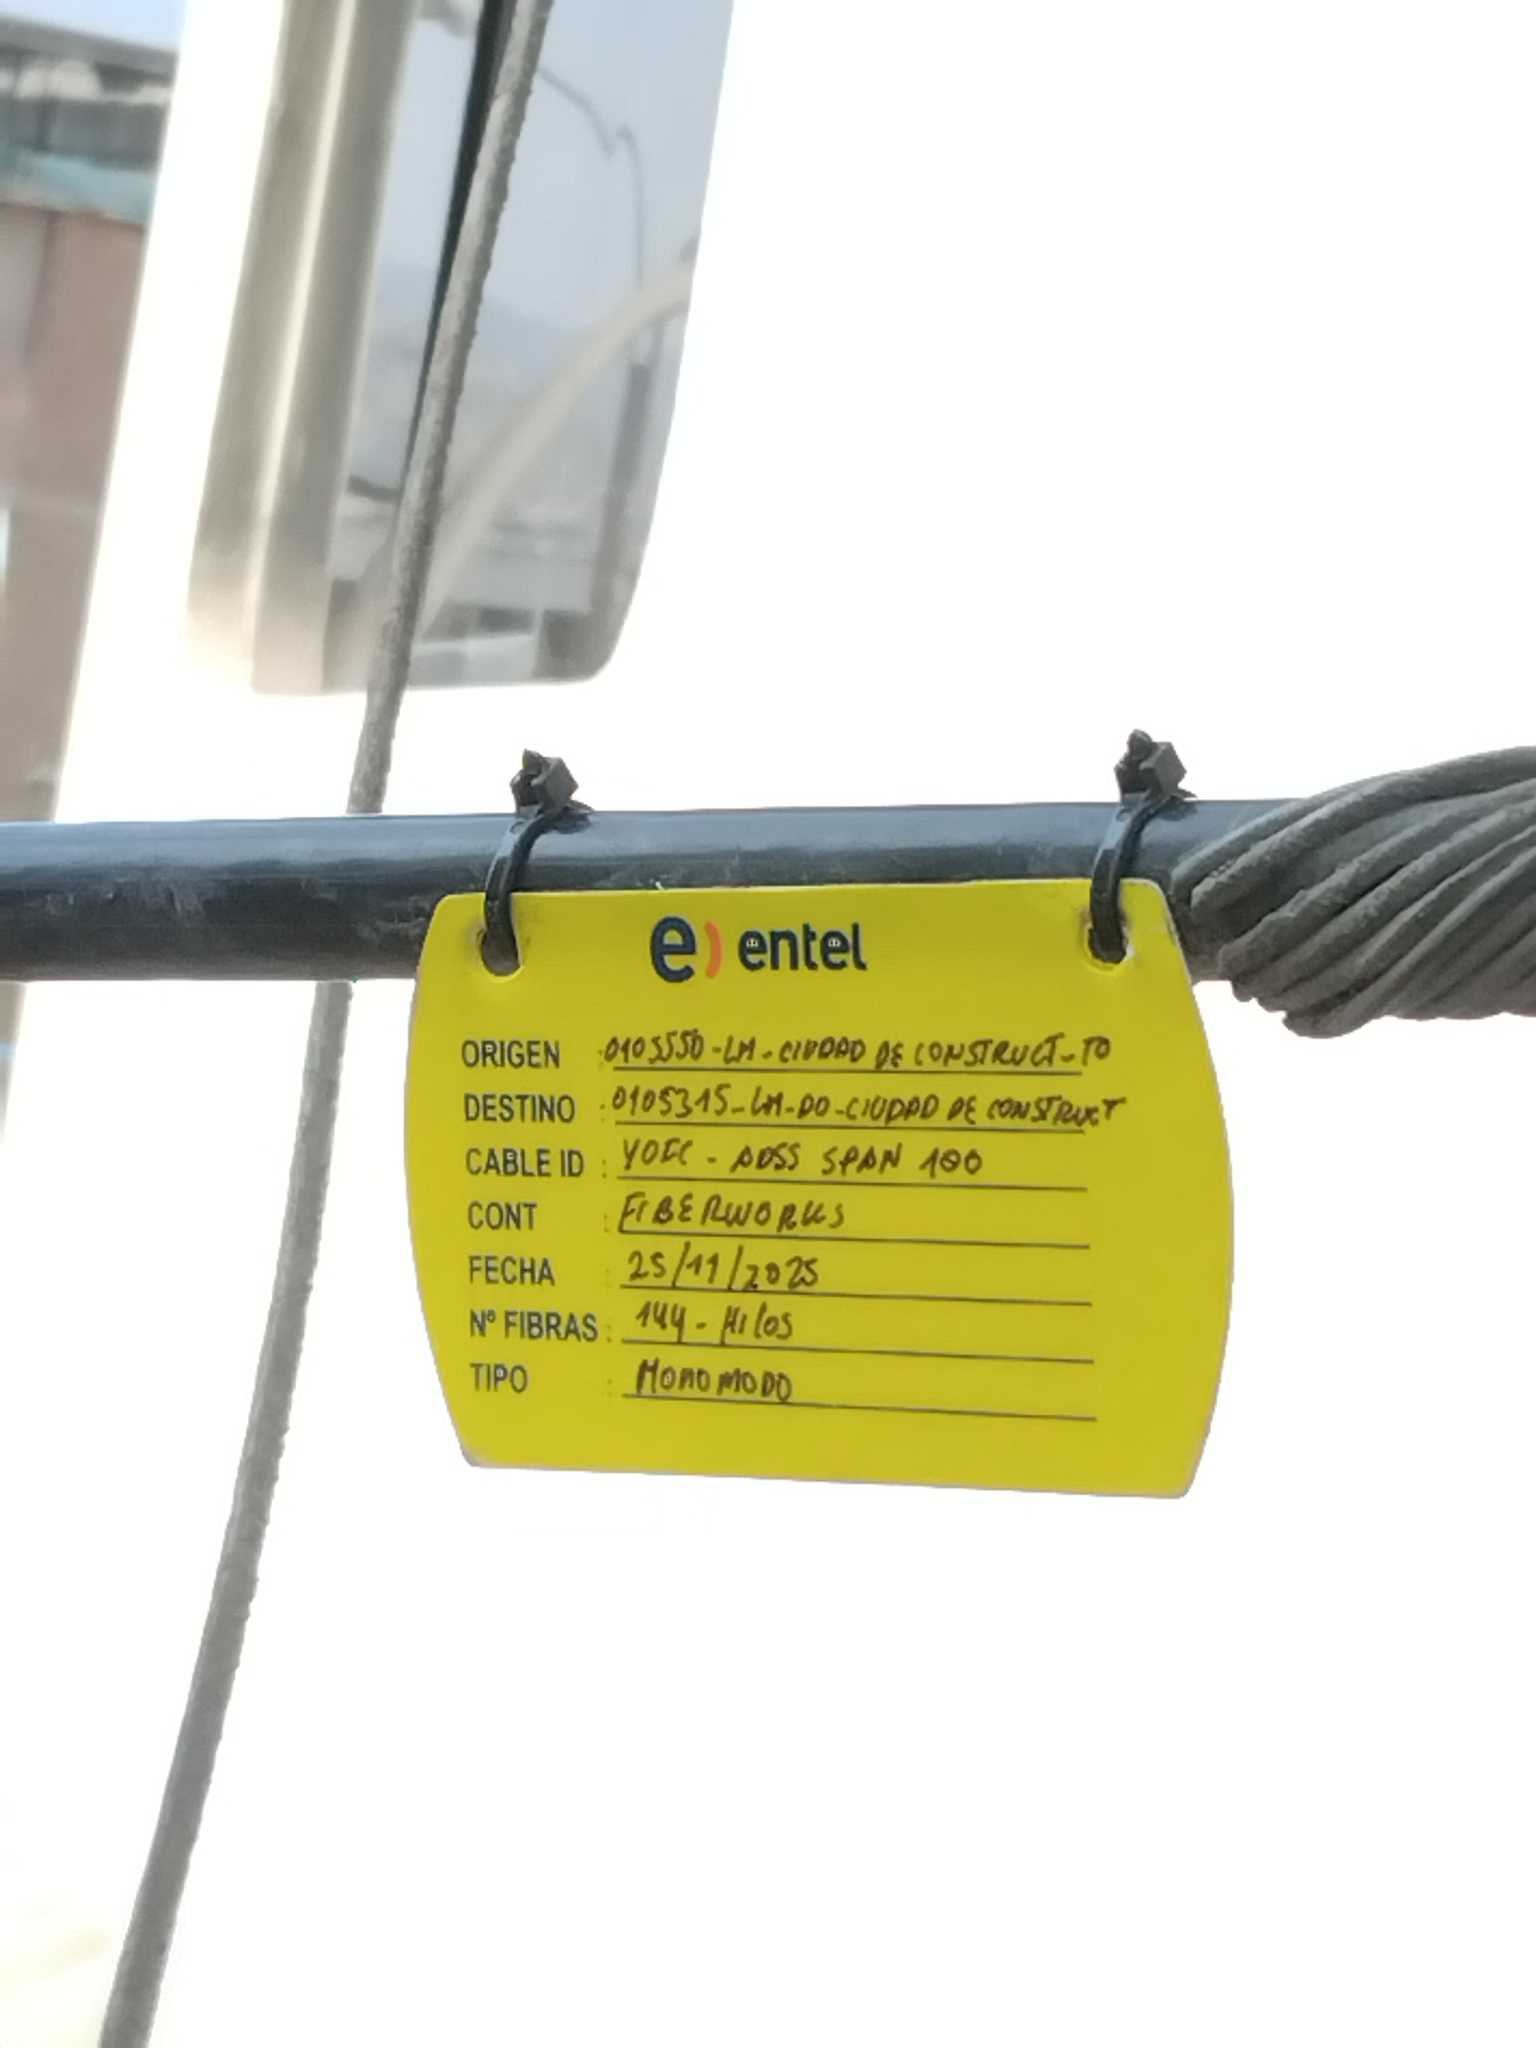 e) entel
ORIGEN : 0105550-LM-CIUDAD DE CONSTRUCT-TO
DESTINO : 0105315-LM-DO-CIUDAD DE CONSTRUCT
CABLE ID : YOFC - ADSS SPAN 100
CONT : FIBERWORKS
FECHA : 25/11/2025
Nº FIBRAS : 144 - Hilos
TIPO : MONOMODO